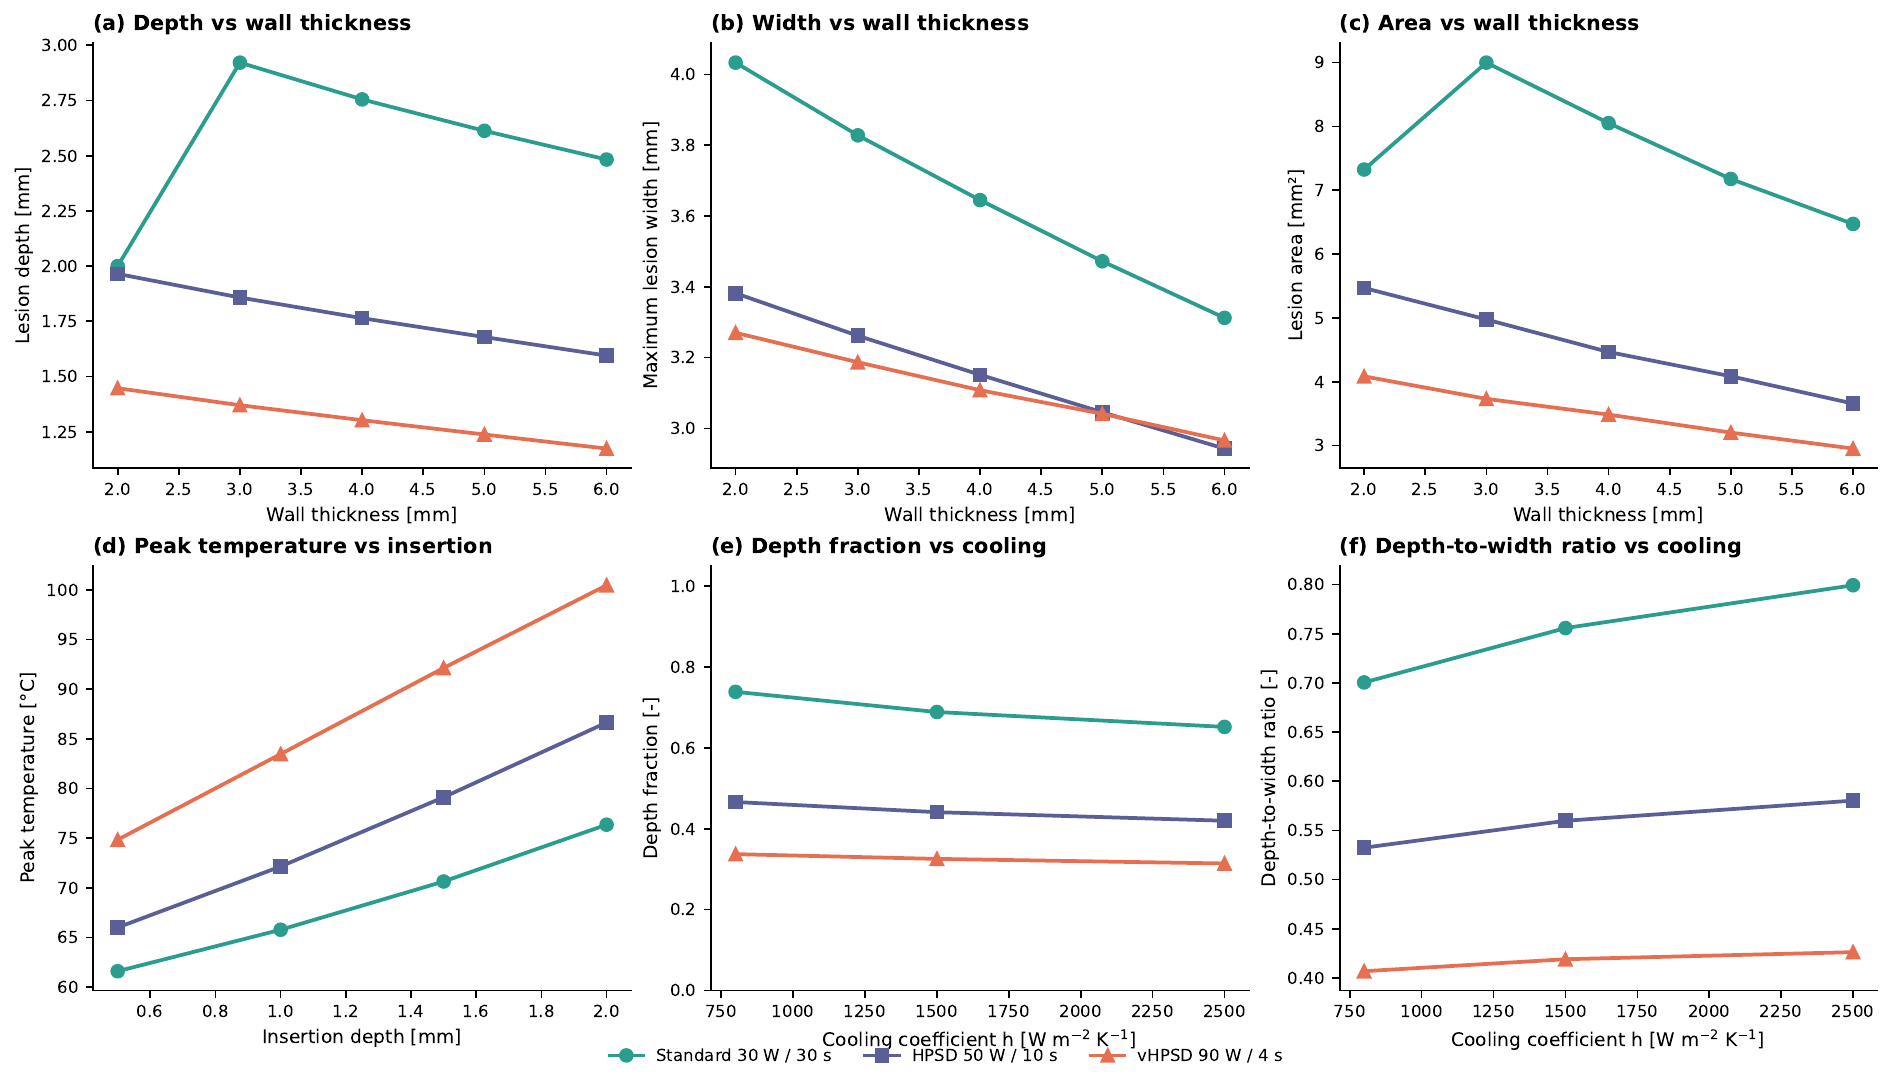 (a) Depth vs wall thickness
3.00
2.75
2.50
2.25
2.00
1.75
1.50
1.25
Lesion depth [mm]
2.0 2.5 3.0 3.5 4.0 4.5 5.0 5.5 6.0
Wall thickness [mm]
(b) Width vs wall thickness
4.0
3.8
3.6
3.4
3.2
3.0
Maximum lesion width [mm]
2.0 2.5 3.0 3.5 4.0 4.5 5.0 5.5 6.0
Wall thickness [mm]
(c) Area vs wall thickness
9
8
7
6
5
4
3
Lesion area [mm²]
2.0 2.5 3.0 3.5 4.0 4.5 5.0 5.5 6.0
Wall thickness [mm]
(d) Peak temperature vs insertion
100
95
90
85
80
75
70
65
60
Peak temperature [°C]
0.6 0.8 1.0 1.2 1.4 1.6 1.8 2.0
Insertion depth [mm]
(e) Depth fraction vs cooling
1.0
0.8
0.6
0.4
0.2
0.0
Depth fraction [-]
750 1000 1250 1500 1750 2000 2250 2500
Cooling coefficient h [W m⁻² K⁻¹]
(f) Depth-to-width ratio vs cooling
0.80
0.75
0.70
0.65
0.60
0.55
0.50
0.45
0.40
Depth-to-width ratio [-]
750 1000 1250 1500 1750 2000 2250 2500
Cooling coefficient h [W m⁻² K⁻¹]
Standard 30 W / 30 s HPSD 50 W / 10 s vHPSD 90 W / 4 s